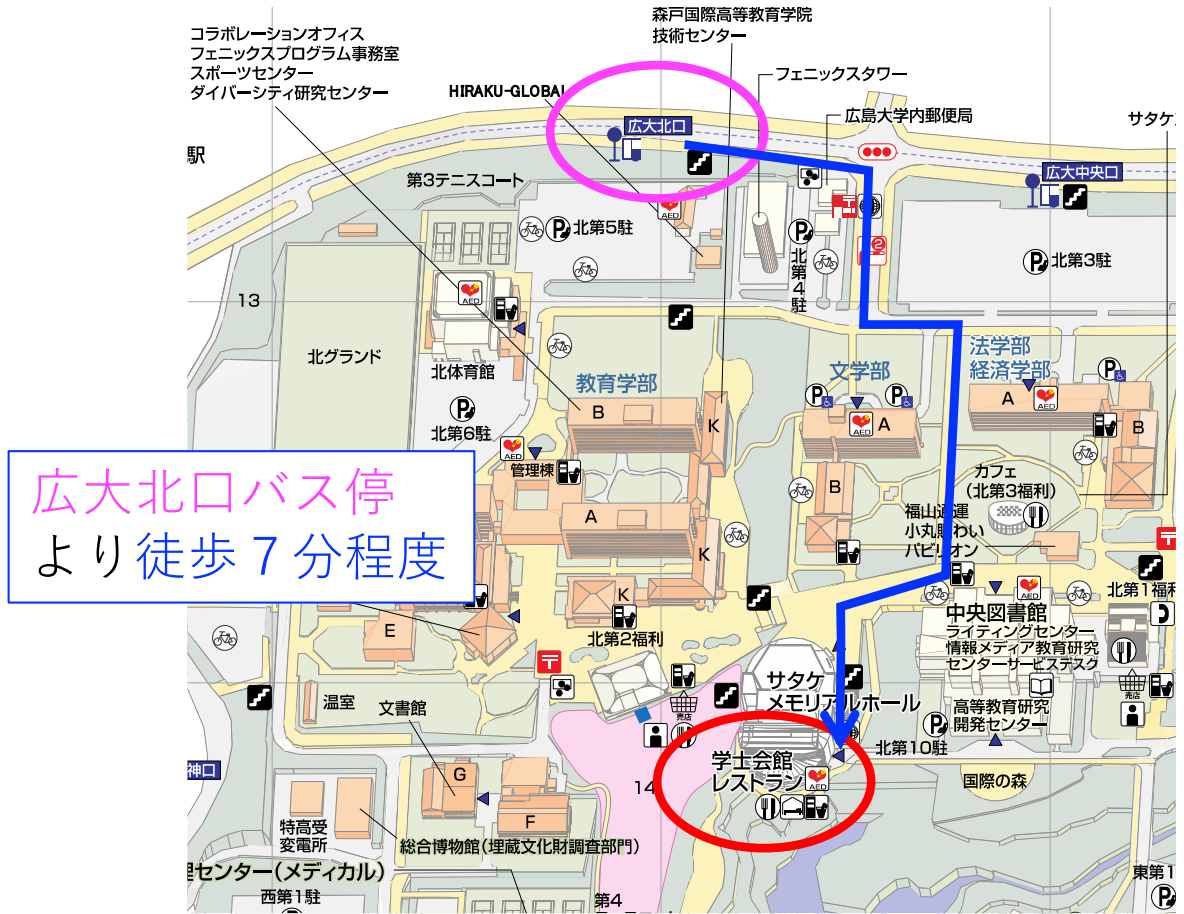 コラボレーションオフィス
フェニックスプログラム事務室
スポーツセンター
ダイバーシティ研究センター
森戸国際高等教育学院
技術センター
HIRAKU-GLOBAL
フェニックスタワー
広島大学内郵便局
サタケ
広大北口
広大中央口
駅
第3テニスコート
AED
P 北第5駐
P
北第4駐
2
P 北第3駐
13
AED
北グランド
北体育館
P
北第6駐
教育学部
文学部
法学部
経済学部
P
P
P
B
K
A
AED
A
AED
B
AED
管理棟
B
カフェ
(北第3福利)
広大北口バス停
より徒歩7分程度
A
K
福山通運
小丸賑わい
パビリオン
K
北第2福利
E
AED
北第1福利
中央図書館
ライティングセンター
情報メディア教育研究
センターサービスデスク
温室
文書館
売店
サタケ
メモリアルホール
高等教育研究
開発センター
売店
P
北第10駐
学士会館
レストラン
AED
国際の森
神口
G
14
特高受
変電所
F
総合博物館(埋蔵文化財調査部門)
理センター(メディカル)
西第1駐
第4
東第1
P